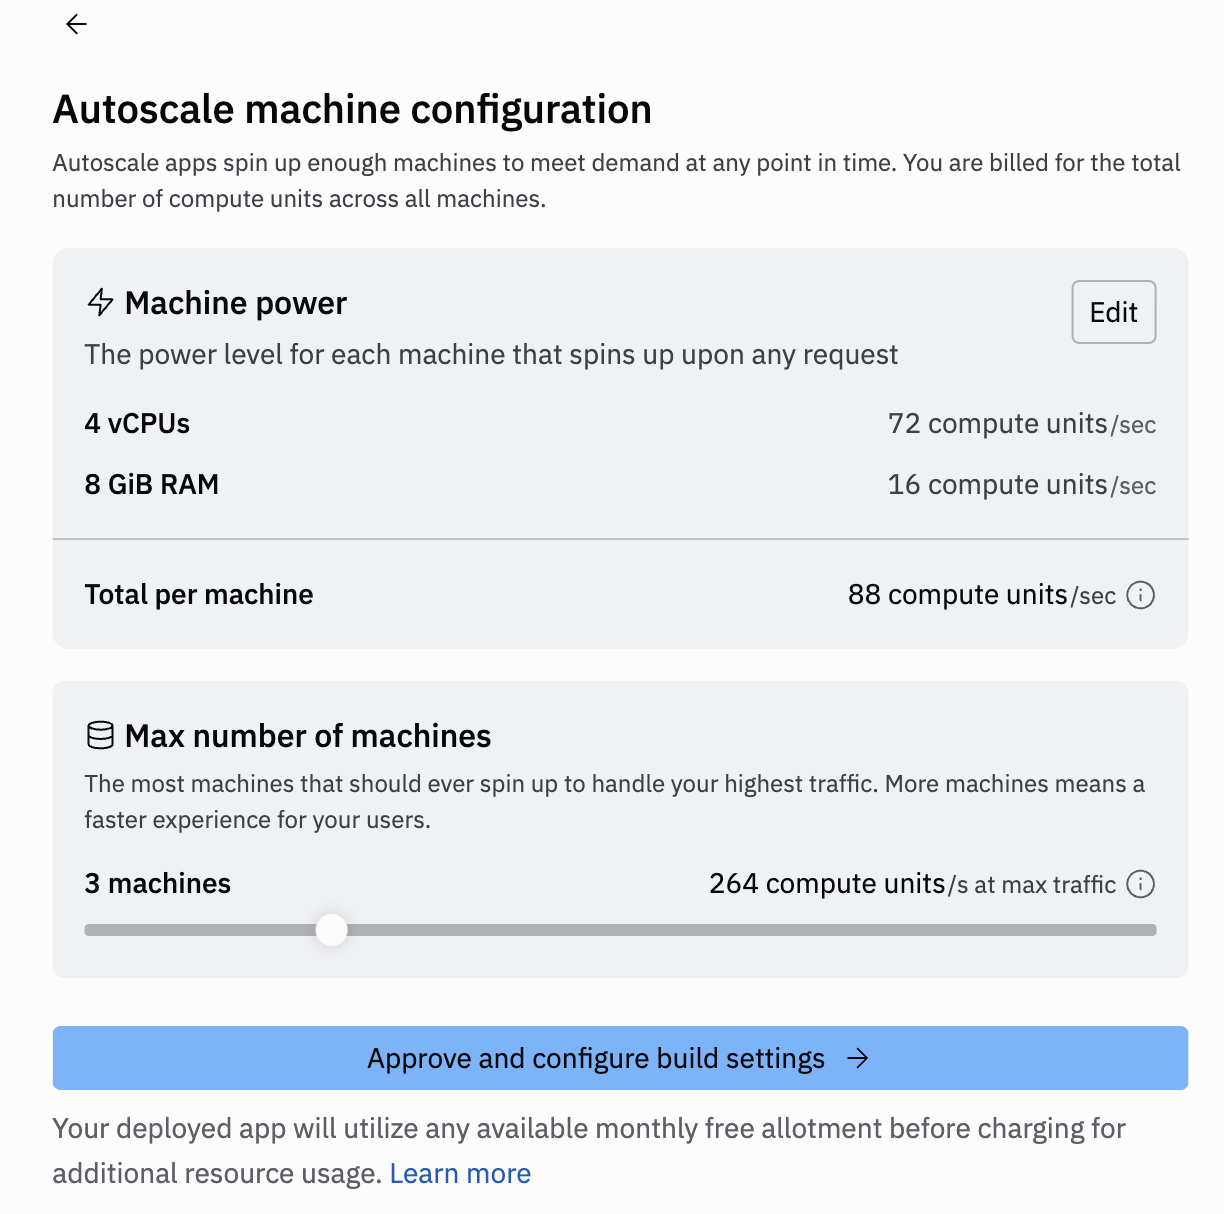 Autoscale machine configuration
Autoscale apps spin up enough machines to meet demand at any point in time. You are billed for the total
number of compute units across all machines.
Machine power
Edit
The power level for each machine that spins up upon any request
4 vCPUs 72 compute units/sec
8 GiB RAM 16 compute units/sec
Total per machine 88 compute units/sec
Max number of machines
The most machines that should ever spin up to handle your highest traffic. More machines means a
faster experience for your users.
3 machines 264 compute units/s at max traffic
Approve and configure build settings
Your deployed app will utilize any available monthly free allotment before charging for
additional resource usage. Learn more